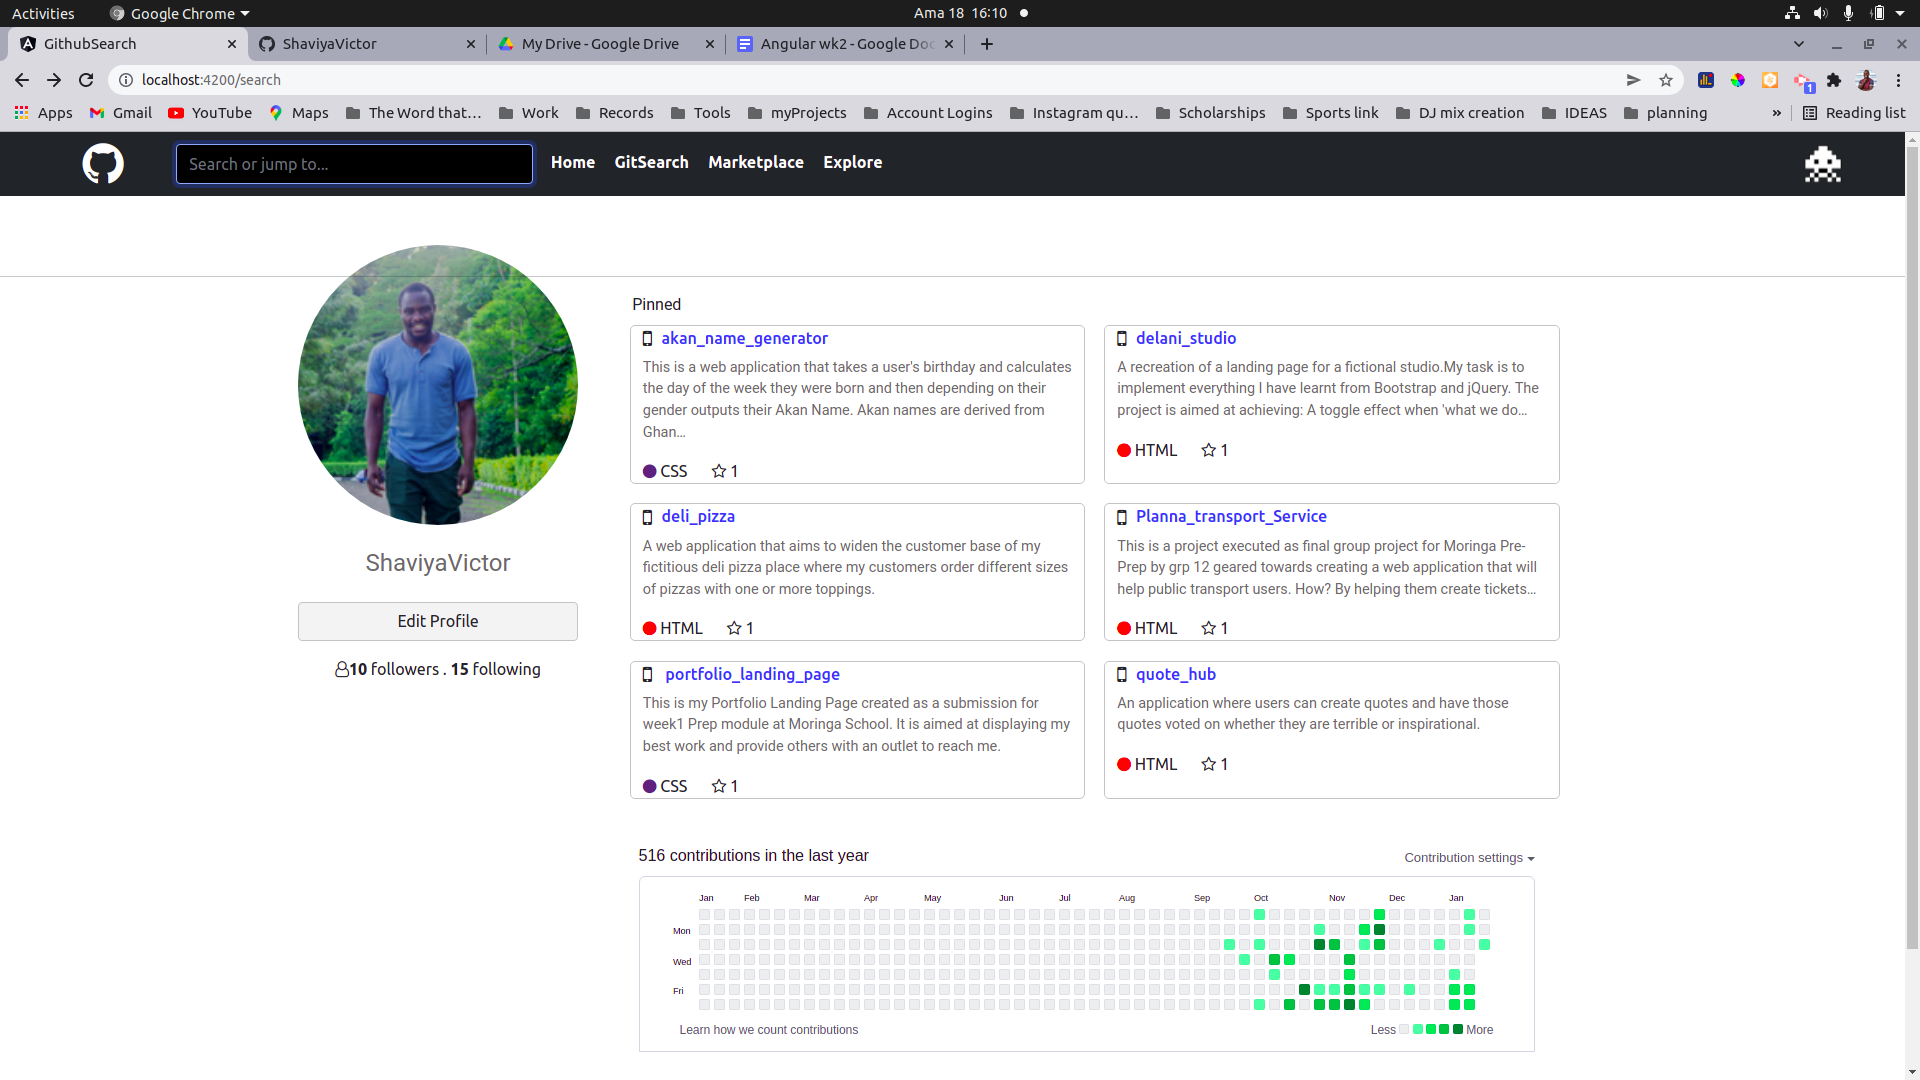 Activities
Google Chrome
Ama 18 16:10
GithubSearch
ShaviyaVictor
My Drive - Google Drive
Angular wk2 - Google Doc
localhost:4200/search
1
Apps
Gmail
YouTube
Maps
The Word that…
Work
Records
Tools
myProjects
Account Logins
Instagram qu…
Scholarships
Sports link
DJ mix creation
IDEAS
planning
»
Reading list
Search or jump to...
Home
GitSearch
Marketplace
Explore
ShaviyaVictor
Edit Profile
10 followers . 15 following
Pinned
akan_name_generator
This is a web application that takes a user's birthday and calculates
the day of the week they were born and then depending on their
gender outputs their Akan Name. Akan names are derived from
Ghan…
CSS 1
delani_studio
A recreation of a landing page for a fictional studio.My task is to
implement everything I have learnt from Bootstrap and jQuery. The
project is aimed at achieving: A toggle effect when 'what we do…
HTML 1
deli_pizza
A web application that aims to widen the customer base of my
fictitious deli pizza place where my customers order different sizes
of pizzas with one or more toppings.
HTML 1
Planna_transport_Service
This is a project executed as final group project for Moringa Pre-
Prep by grp 12 geared towards creating a web application that will
help public transport users. How? By helping them create tickets…
HTML 1
portfolio_landing_page
This is my Portfolio Landing Page created as a submission for
week1 Prep module at Moringa School. It is aimed at displaying my
best work and provide others with an outlet to reach me.
CSS 1
quote_hub
An application where users can create quotes and have those
quotes voted on whether they are terrible or inspirational.
HTML 1
516 contributions in the last year
Contribution settings
Jan Feb Mar Apr May Jun Jul Aug Sep Oct Nov Dec Jan
Mon
Wed
Fri
Learn how we count contributions
Less More